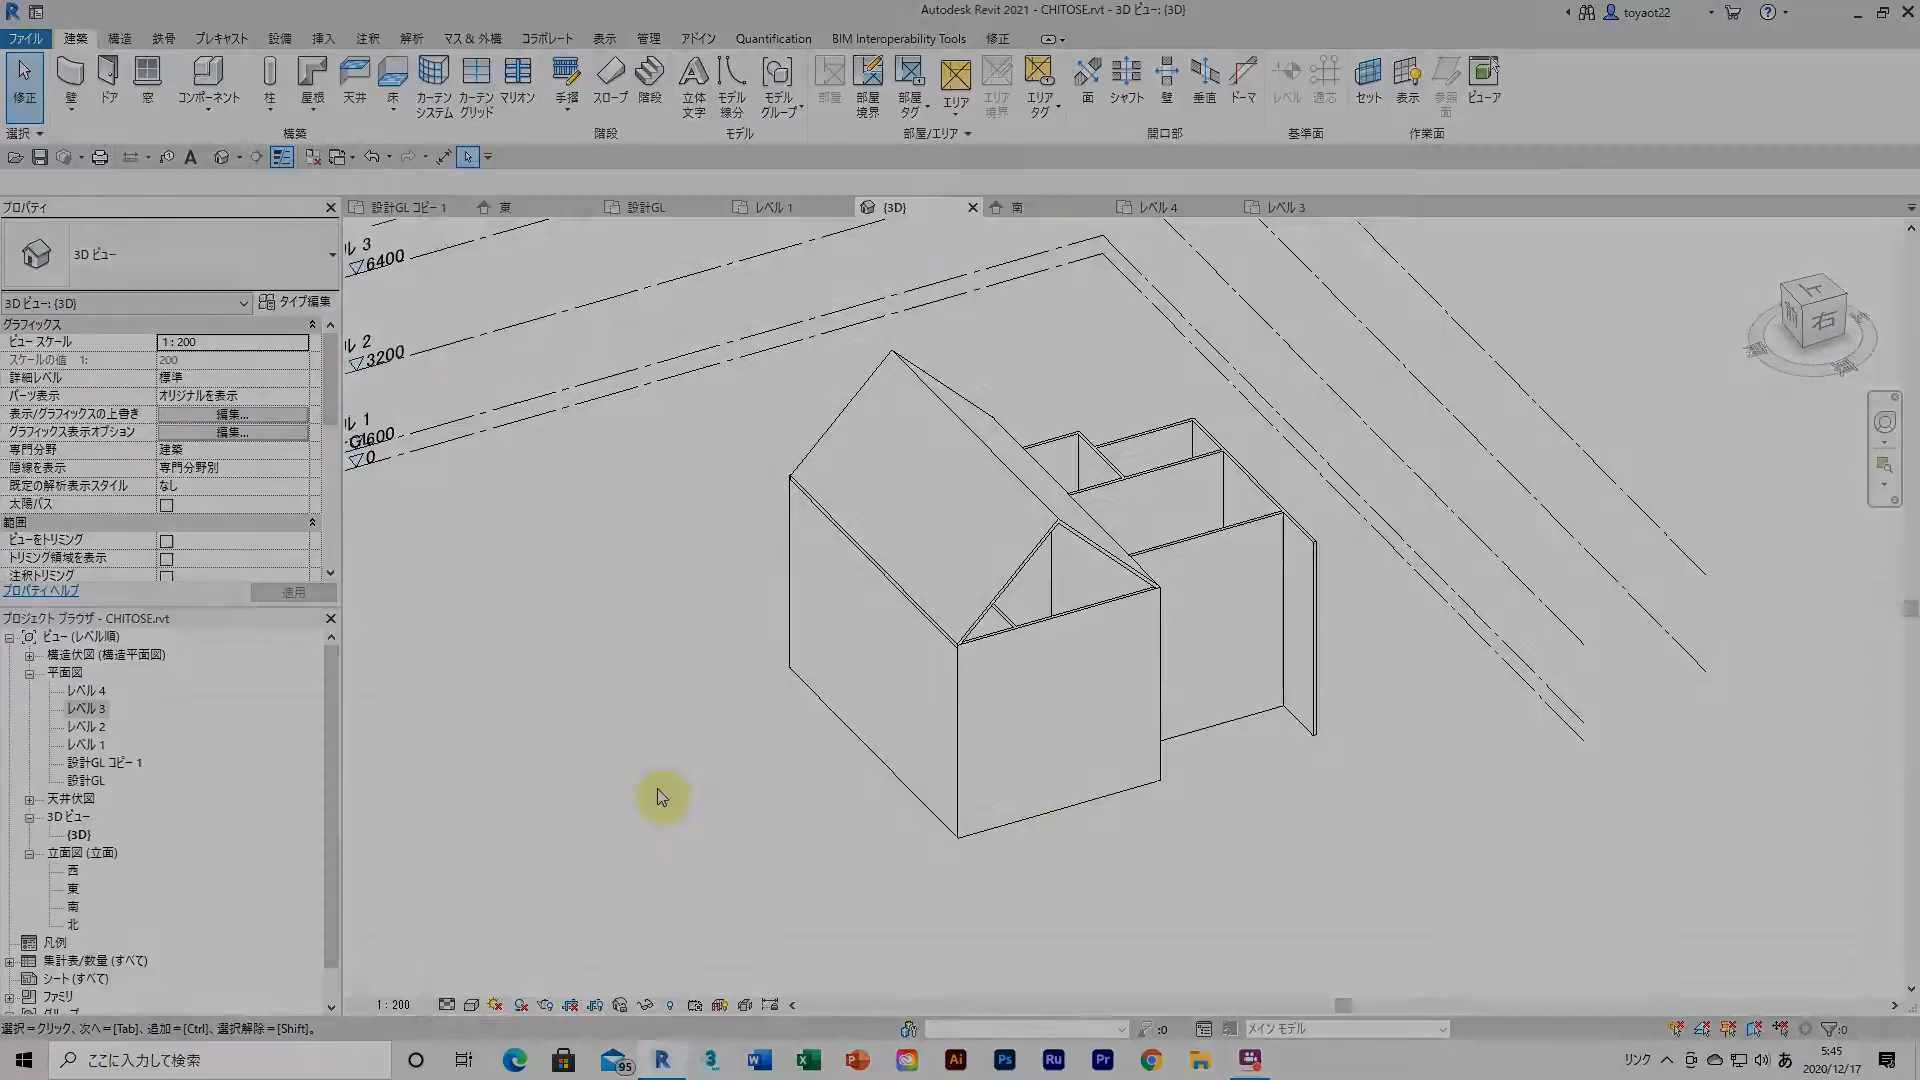 Autodesk Revit 2021 - CHITOSE.rvt - 3D ビュー: {3D}
toyaot22
ファイル 建築 構造 鉄骨 プレキャスト 設備 挿入 注釈 解析 マス & 外構 コラボレート 表示 管理 アドイン Quantification BIM Interoperability Tools 修正
修正 壁 ドア 窓 コンポーネント 柱 屋根 天井 床 カーテン システム カーテン グリッド マリオン 手摺 スロープ 階段 立体 文字 モデル 線分 モデル グループ 部屋 部屋 境界 部屋 タグ エリア エリア 境界 エリア タグ 面 シャフト 壁 垂直 ドーマ レベル 通芯 セット 表示 参照 面 ビューア
選択 構築 階段 モデル 部屋/エリア 開口部 基準面 作業面
プロパティ
設計GL コピー 1 東 設計GL レベル 1 {3D} 南 レベル 4 レベル 3
3D ビュー
3D ビュー: {3D} タイプ編集
グラフィックス
ビュー スケール 1 : 200
スケールの値 1: 200
詳細レベル 標準
パーツ表示 オリジナルを表示
表示/グラフィックスの上書き 編集...
グラフィックス表示オプション 編集...
専門分野 建築
隠線を表示 専門分野別
既定の解析表示スタイル なし
太陽パス
範囲
ビューをトリミング
トリミング領域を表示
注釈トリミング
プロパティ ヘルプ 適用
プロジェクト ブラウザ - CHITOSE.rvt
ビュー (レベル順)
構造伏図 (構造平面図)
平面図
レベル 4
レベル 3
レベル 2
レベル 1
設計GL コピー 1
設計GL
天井伏図
3D ビュー
{3D}
立面図 (立面)
西
東
南
北
凡例
集計表/数量 (すべて)
シート (すべて)
ファミリ
ル 3
6400
ル 2
3200
ル 1
GL600
0
上
前 右
1 : 200
選択＝クリック、次へ＝[Tab]、追加＝[Ctrl]、選択解除＝[Shift]。
:0
メイン モデル
:0
ここに入力して検索
95
リンク
あ
5:45
2020/12/17